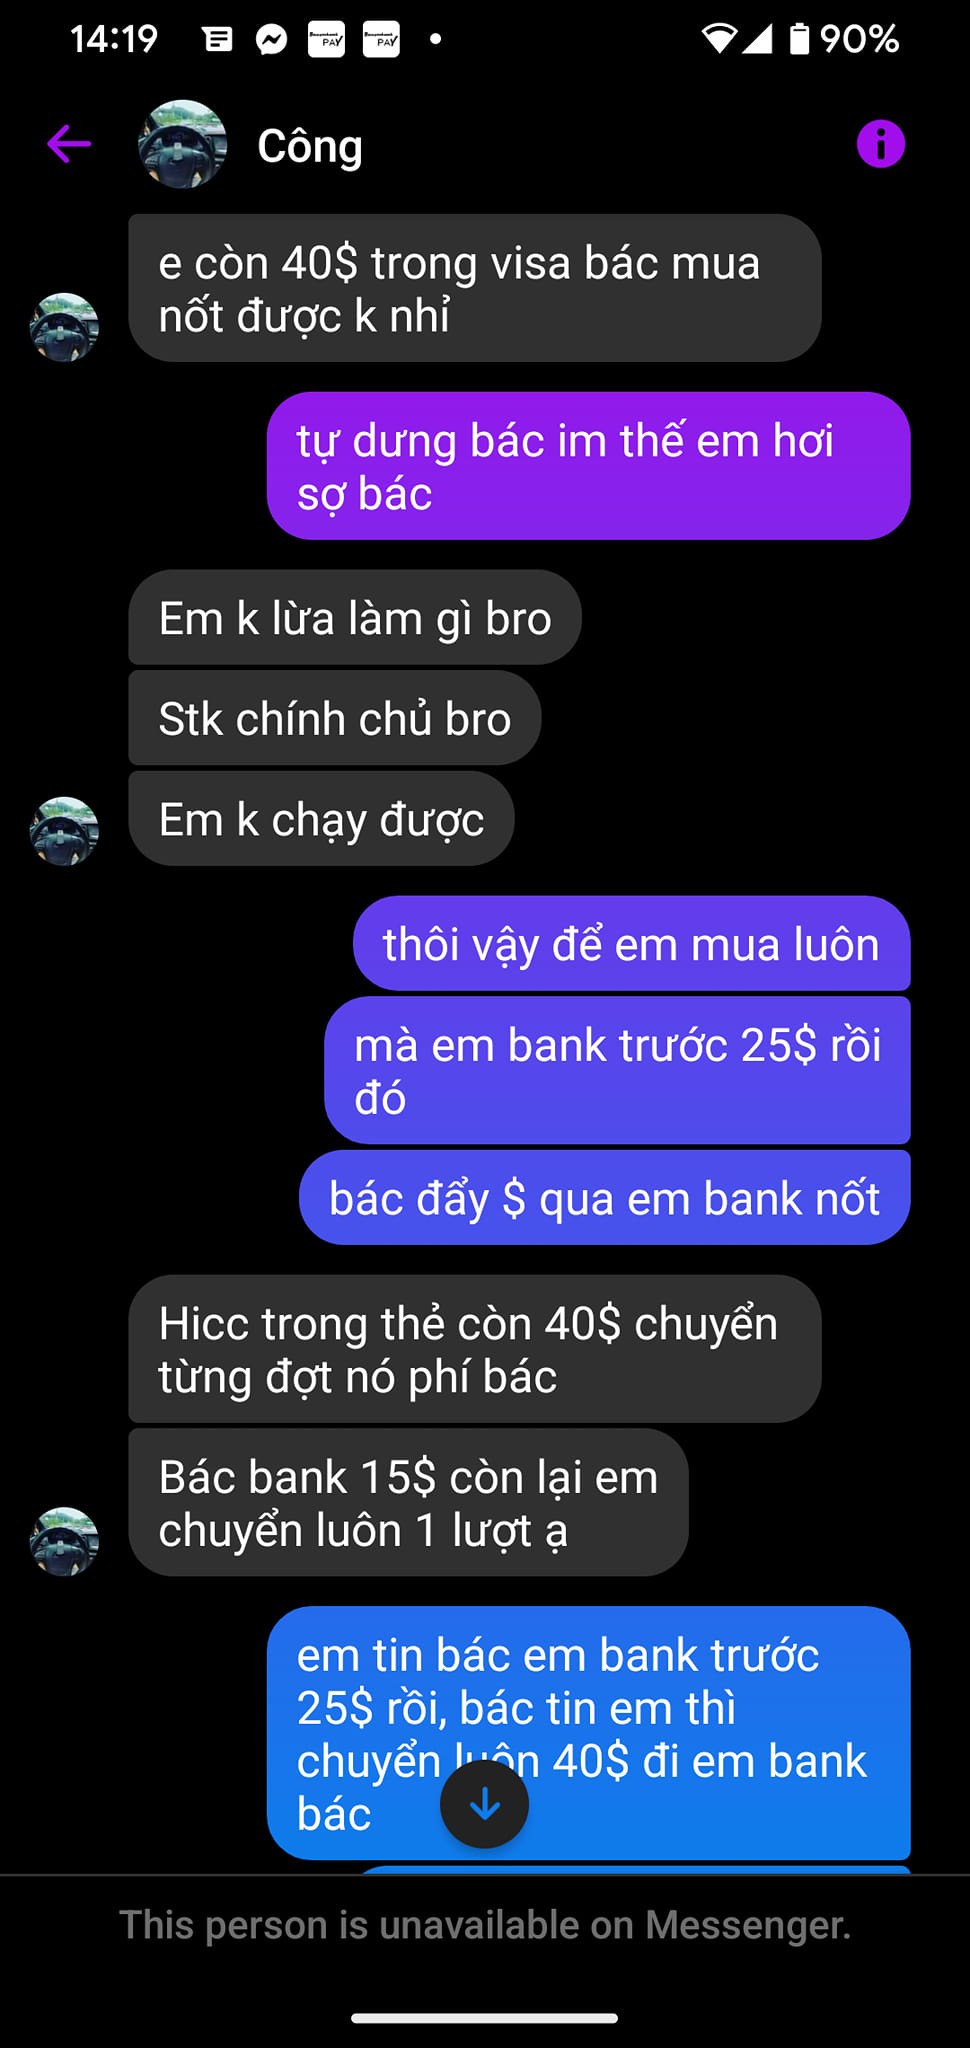 14:19
PAY
PAY
90%
Công
e còn 40$ trong visa bác mua
nốt được k nhỉ
tự dưng bác im thế em hơi
sợ bác
Em k lừa làm gì bro
Stk chính chủ bro
Em k chạy được
thôi vậy để em mua luôn
mà em bank trước 25$ rồi
đó
bác đẩy $ qua em bank nốt
Hicc trong thẻ còn 40$ chuyển
từng đợt nó phí bác
Bác bank 15$ còn lại em
chuyển luôn 1 lượt ạ
em tin bác em bank trước
25$ rồi, bác tin em thì
chuyển luôn 40$ đi em bank
bác
This person is unavailable on Messenger.